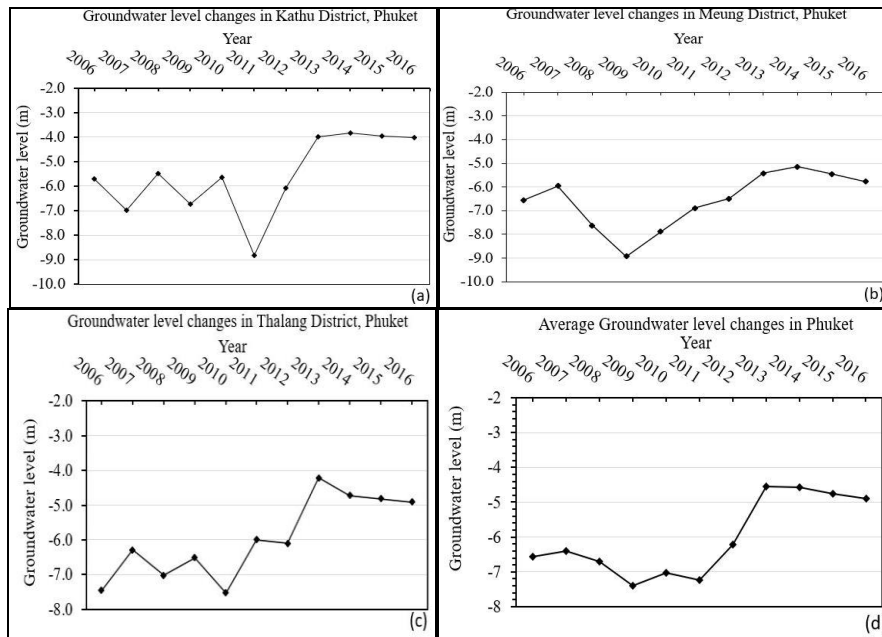 Groundwater level changes in Kathu District, Phuket
Year
2006 2007 2008 2009 2010 2011 2012 2013 2014 2015 2016
Groundwater level (m)
-2.0
-3.0
-4.0
-5.0
-6.0
-7.0
-8.0
-9.0
-10.0
(a)
Groundwater level changes in Meung District, Phuket
Year
2006 2007 2008 2009 2010 2011 2012 2013 2014 2015 2016
Groundwater level (m)
-2.0
-3.0
-4.0
-5.0
-6.0
-7.0
-8.0
-9.0
-10.0
(b)
Groundwater level changes in Thalang District, Phuket
Year
2006 2007 2008 2009 2010 2011 2012 2013 2014 2015 2016
Groundwater level (m)
-2.0
-3.0
-4.0
-5.0
-6.0
-7.0
-8.0
(c)
Average Groundwater level changes in Phuket
Year
2006 2007 2008 2009 2010 2011 2012 2013 2014 2015 2016
Groundwater level (m)
-2
-3
-4
-5
-6
-7
-8
(d